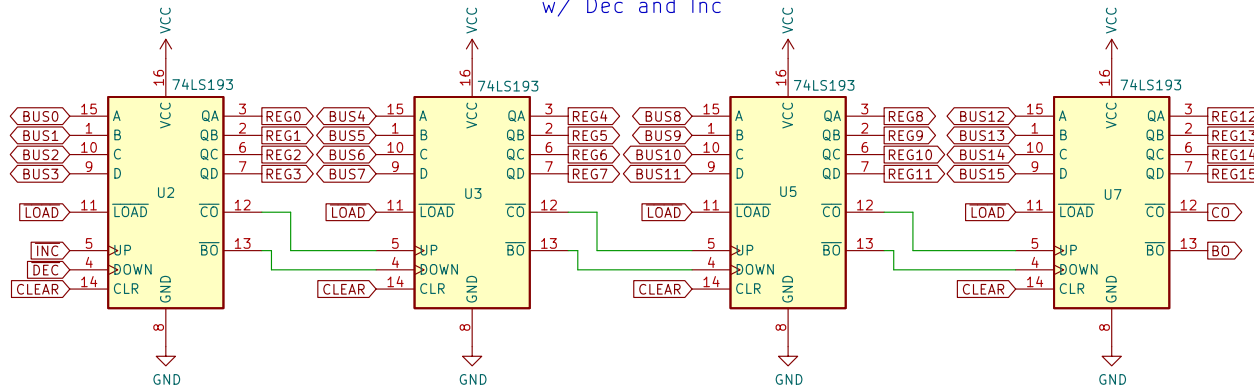 w/ Dec and Inc
VCC VCC VCC VCC
16 16 16 16
74LS193 74LS193 74LS193 74LS193
BUS0 15 A VCC QA 3 REG0 BUS4 15 A VCC QA 3 REG4 BUS8 15 A VCC QA 3 REG8 BUS12 15 A VCC QA 3 REG12
BUS1 1 B QB 2 REG1 BUS5 1 B QB 2 REG5 BUS9 1 B QB 2 REG9 BUS13 1 B QB 2 REG13
BUS2 10 C QC 6 REG2 BUS6 10 C QC 6 REG6 BUS10 10 C QC 6 REG10 BUS14 10 C QC 6 REG14
BUS3 9 D QD 7 REG3 BUS7 9 D QD 7 REG7 BUS11 9 D QD 7 REG11 BUS15 9 D QD 7 REG15
U2 U3 U5 U7
LOAD 11 LOAD CO 12 LOAD 11 LOAD CO 12 LOAD 11 LOAD CO 12 LOAD 11 LOAD CO 12 CO
INC 5 UP BO 13 5 UP BO 13 5 UP BO 13 5 UP BO 13 BO
DEC 4 DOWN 4 DOWN 4 DOWN 4 DOWN
CLEAR 14 CLR GND CLEAR 14 CLR GND CLEAR 14 CLR GND CLEAR 14 CLR GND
8 8 8 8
GND GND GND GND